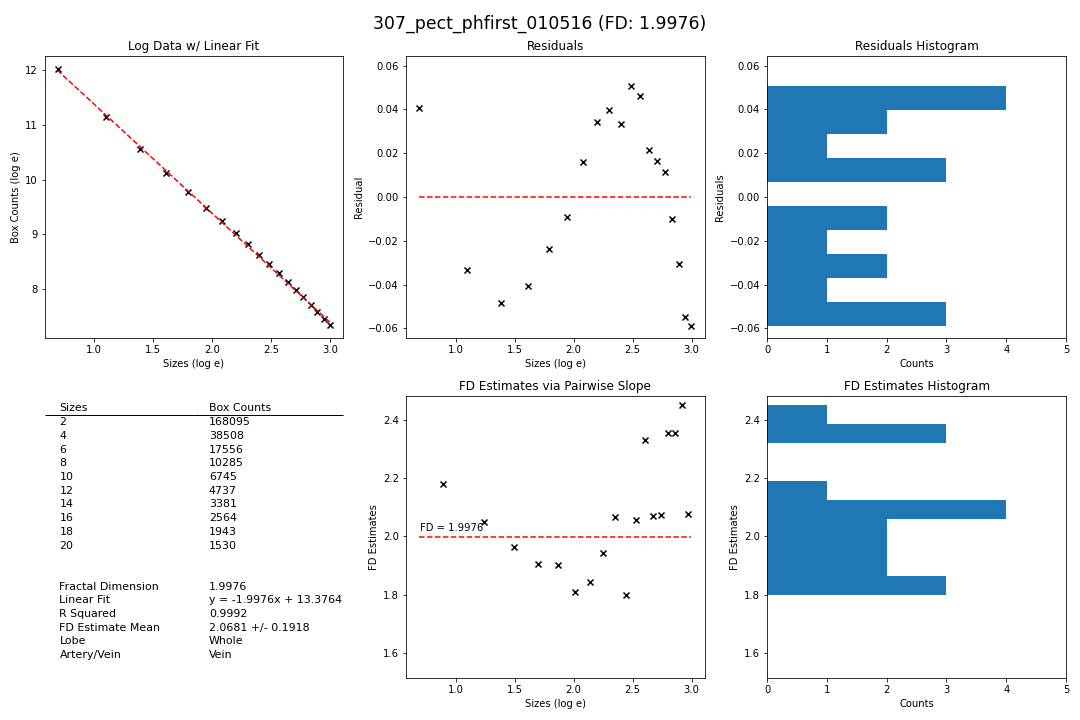 307_pect_phfirst_010516 (FD: 1.9976)
Log Data w/ Linear Fit
12
11
10
9
8
Box Counts (log e)
1.0 1.5 2.0 2.5 3.0
Sizes (log e)
Residuals
0.06
0.04
0.02
0.00
−0.02
−0.04
−0.06
Residual
1.0 1.5 2.0 2.5 3.0
Sizes (log e)
Residuals Histogram
0.06
0.04
0.02
0.00
−0.02
−0.04
−0.06
Residuals
0 1 2 3 4 5
Counts
Sizes Box Counts
2 168095
4 38508
6 17556
8 10285
10 6745
12 4737
14 3381
16 2564
18 1943
20 1530
Fractal Dimension 1.9976
Linear Fit y = -1.9976x + 13.3764
R Squared 0.9992
FD Estimate Mean 2.0681 +/- 0.1918
Lobe Whole
Artery/Vein Vein
FD Estimates via Pairwise Slope
2.4
2.2
2.0
1.8
1.6
FD Estimates
FD = 1.9976
1.0 1.5 2.0 2.5 3.0
Sizes (log e)
FD Estimates Histogram
2.4
2.2
2.0
1.8
1.6
FD Estimates
0 1 2 3 4 5
Counts